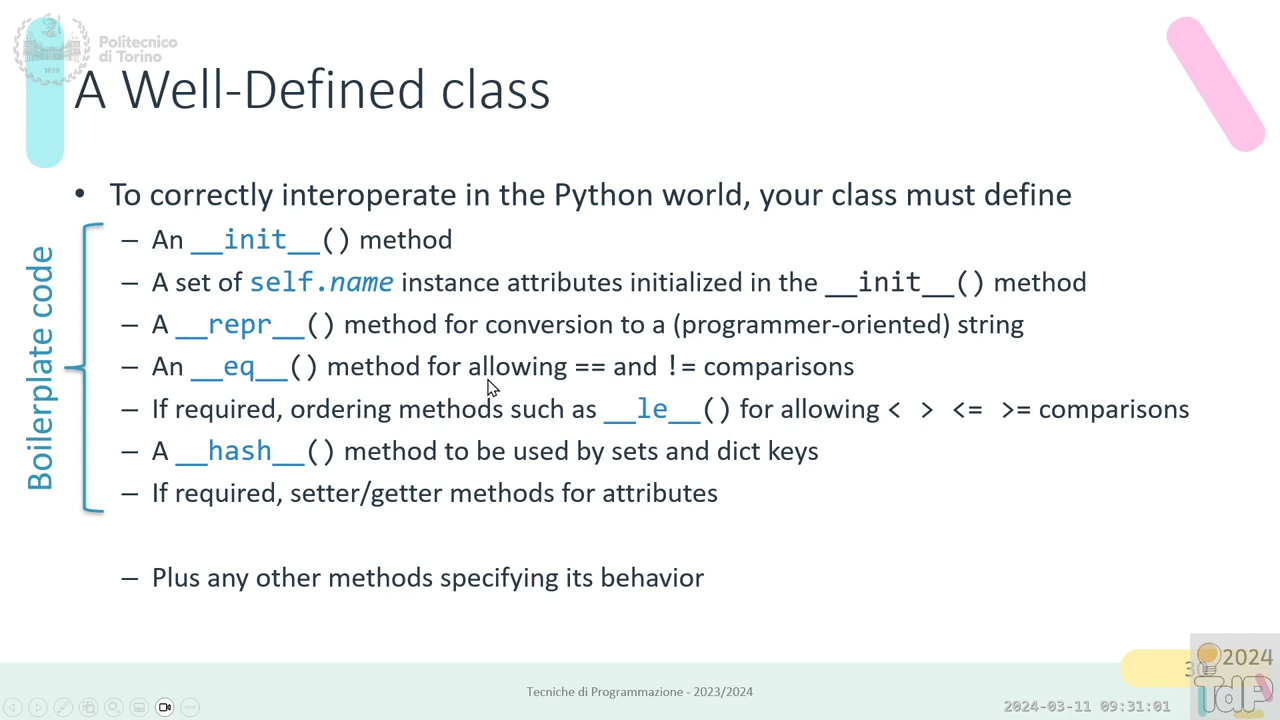 Politecnico
di Torino
A Well-Defined class
• To correctly interoperate in the Python world, your class must define
Boilerplate code
– An __init__() method
– A set of self.name instance attributes initialized in the __init__() method
– A __repr__() method for conversion to a (programmer-oriented) string
– An __eq__() method for allowing == and != comparisons
– If required, ordering methods such as __le__() for allowing < > <= >= comparisons
– A __hash__() method to be used by sets and dict keys
– If required, setter/getter methods for attributes
– Plus any other methods specifying its behavior
Tecniche di Programmazione - 2023/2024
2024
TdP
2024-03-11 09:31:01